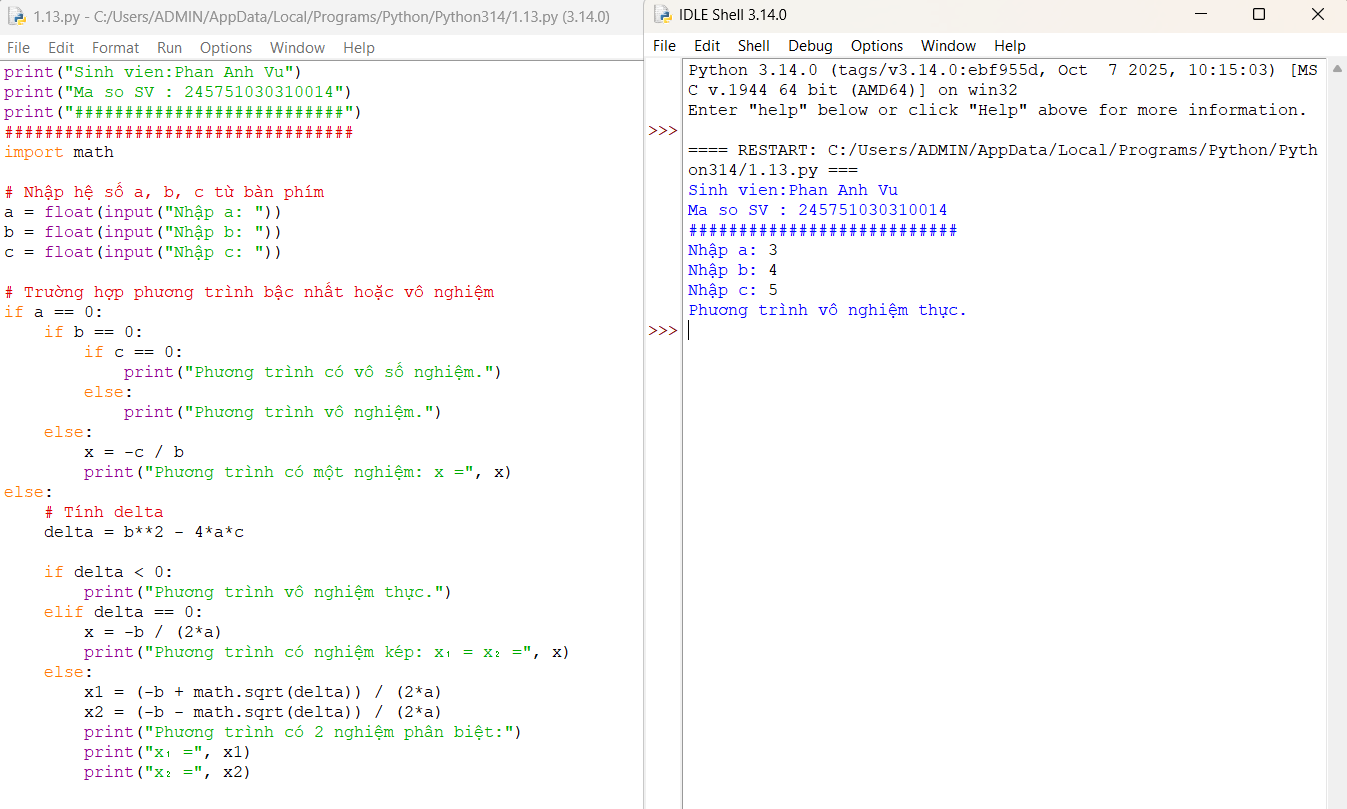 1.13.py - C:/Users/ADMIN/AppData/Local/Programs/Python/Python314/1.13.py (3.14.0)
File Edit Format Run Options Window Help
print("Sinh vien:Phan Anh Vu")
print("Ma so SV : 245751030310014")
print("###########################")
###################################
import math

# Nhập hệ số a, b, c từ bàn phím
a = float(input("Nhập a: "))
b = float(input("Nhập b: "))
c = float(input("Nhập c: "))

# Trường hợp phương trình bậc nhất hoặc vô nghiệm
if a == 0:
    if b == 0:
        if c == 0:
            print("Phương trình có vô số nghiệm.")
        else:
            print("Phương trình vô nghiệm.")
    else:
        x = -c / b
        print("Phương trình có một nghiệm: x =", x)
else:
    # Tính delta
    delta = b**2 - 4*a*c

    if delta < 0:
        print("Phương trình vô nghiệm thực.")
    elif delta == 0:
        x = -b / (2*a)
        print("Phương trình có nghiệm kép: x₁ = x₂ =", x)
    else:
        x1 = (-b + math.sqrt(delta)) / (2*a)
        x2 = (-b - math.sqrt(delta)) / (2*a)
        print("Phương trình có 2 nghiệm phân biệt:")
        print("x₁ =", x1)
        print("x₂ =", x2)
IDLE Shell 3.14.0
File Edit Shell Debug Options Window Help
Python 3.14.0 (tags/v3.14.0:ebf955d, Oct  7 2025, 10:15:03) [MS
C v.1944 64 bit (AMD64)] on win32
Enter "help" below or click "Help" above for more information.
>>>
==== RESTART: C:/Users/ADMIN/AppData/Local/Programs/Python/Pyth
on314/1.13.py ===
Sinh vien:Phan Anh Vu
Ma so SV : 245751030310014
###########################
Nhập a: 3
Nhập b: 4
Nhập c: 5
Phương trình vô nghiệm thực.
>>>